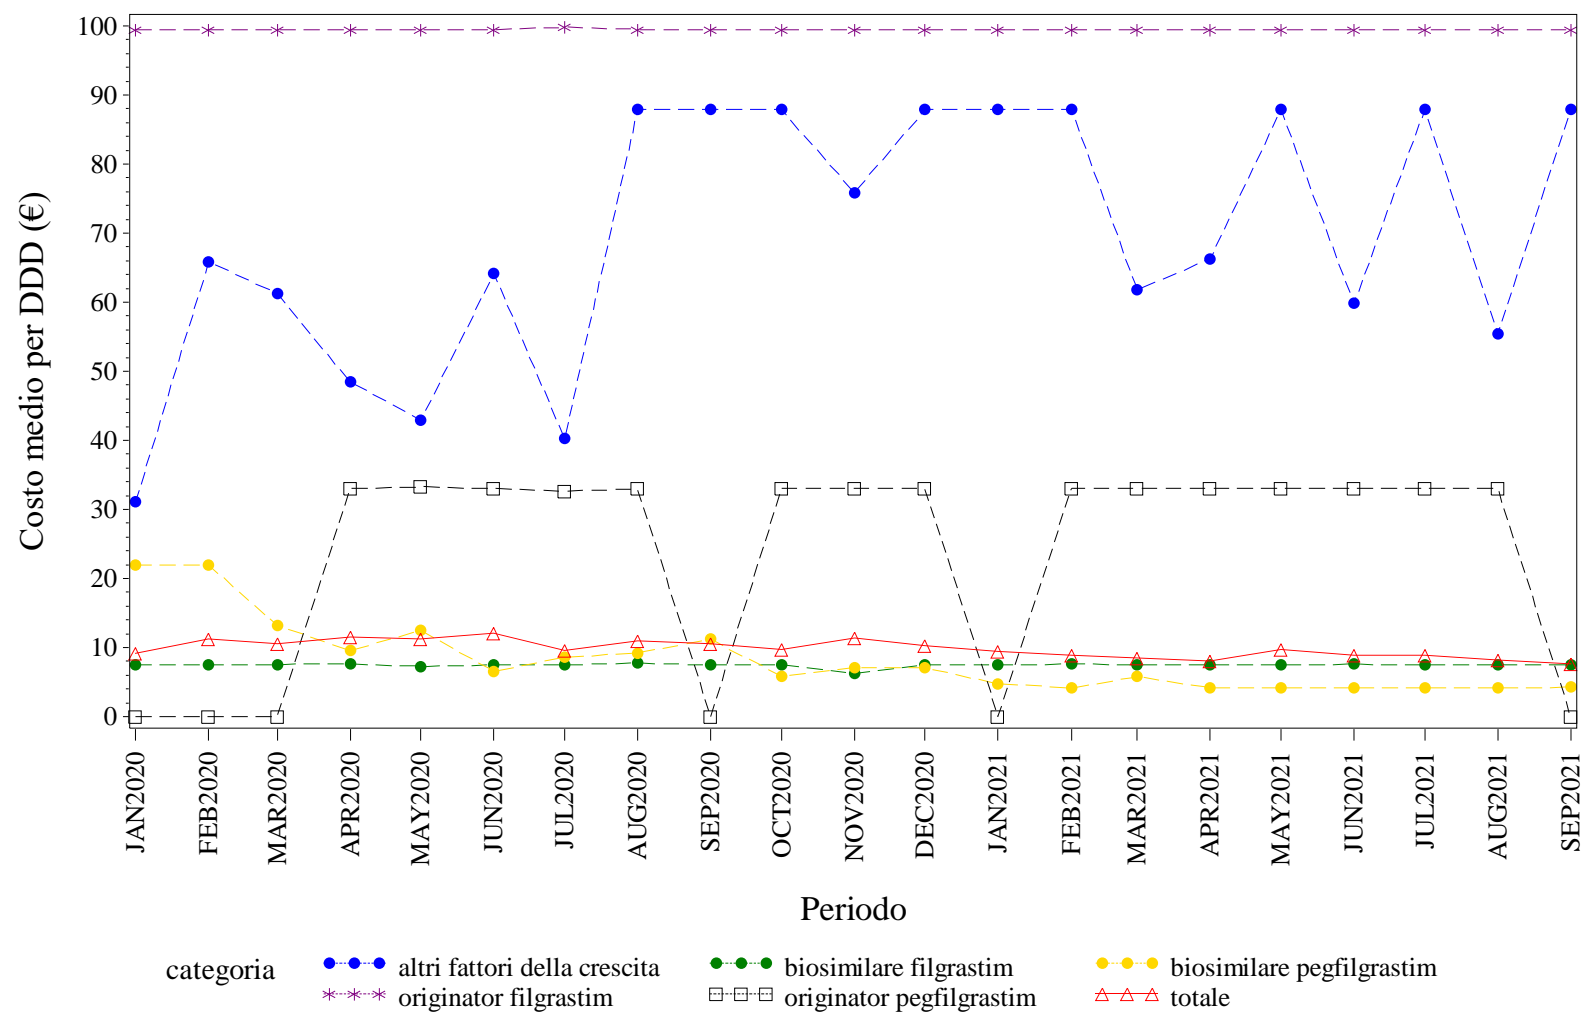 100
90
80
70
60
50
40
30
20
10
0
Costo medio per DDD (€)
JAN2020
FEB2020
MAR2020
APR2020
MAY2020
JUN2020
JUL2020
AUG2020
SEP2020
OCT2020
NOV2020
DEC2020
JAN2021
FEB2021
MAR2021
APR2021
MAY2021
JUN2021
JUL2021
AUG2021
SEP2021
Periodo
categoria altri fattori della crescita biosimilare filgrastim biosimilare pegfilgrastim
originator filgrastim originator pegfilgrastim totale